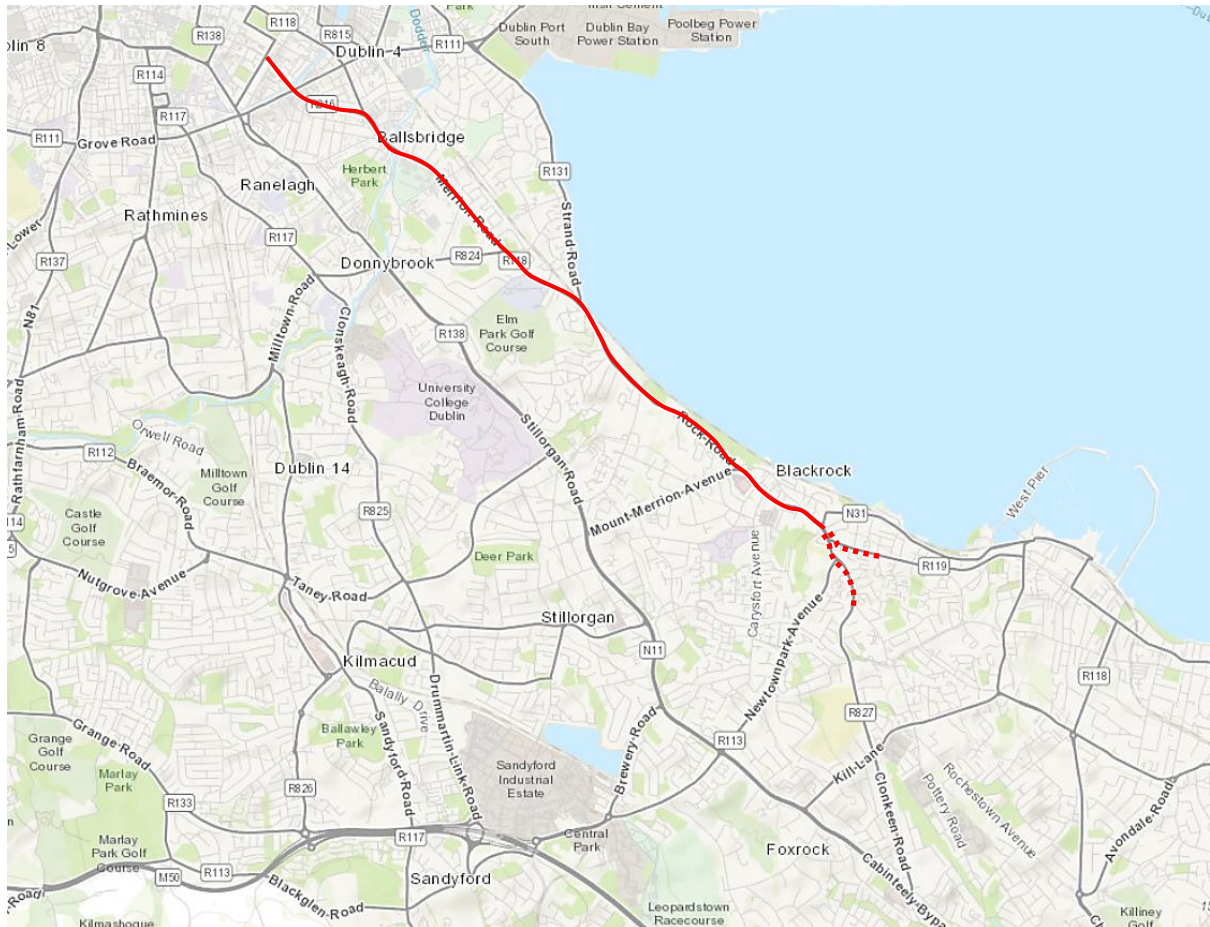 Dublin Port
South
Dublin Bay
Power Station
Poolbeg Power
Station
R118
R815
Dublin 4
Dodder
R111
Park
olin 8
R138
R114
R117
R111
Grove Road
Ballsbridge
Herbert
Park
Ranelagh
Rathmines
R131
Strand Road
Merrion Road
R117
R824
R118
Donnybrook
R137
N81
Milltown-Road
Clonskeagh-Road
Elm
Park Golf
Course
R138
University
College
Dublin
Stillorgan-Road
Rock-Road
Blackrock
West Pier
Orwell Road
R112
Braemor-Road
Rathfarnham-Road
Milltown
Golf
Course
Dublin 14
R825
Mount-Merrion-Avenue
N31
R119
Castle
Golf
Course
Nutgrove-Avenue
Deer Park
Taney-Road
Carysfort Avenue
Stillorgan
Newtownpark-Avenue
Kilmacud
Balally Drive
N11
R118
Ballawley
Park
Sandyford-Road
Drummartin-Link-Road
Brewery-Road
R113
R827
Kill-Lane
Grange-Road
Grange
Golf
Course
Marlay
Park
R133
R826
Sandyford
Industrial
Estate
Clonkeen-Road
Pottery Road
Rochestown Avenue
Avondale-Road
R117
Central
Park
Foxrock
Marlay
Park Golf
Course
M50
R113
Blackglen-Road
Sandyford
Cabinteely-Bypa
Leopardstown
Racecourse
Killiney
Golf
Kilmashogue